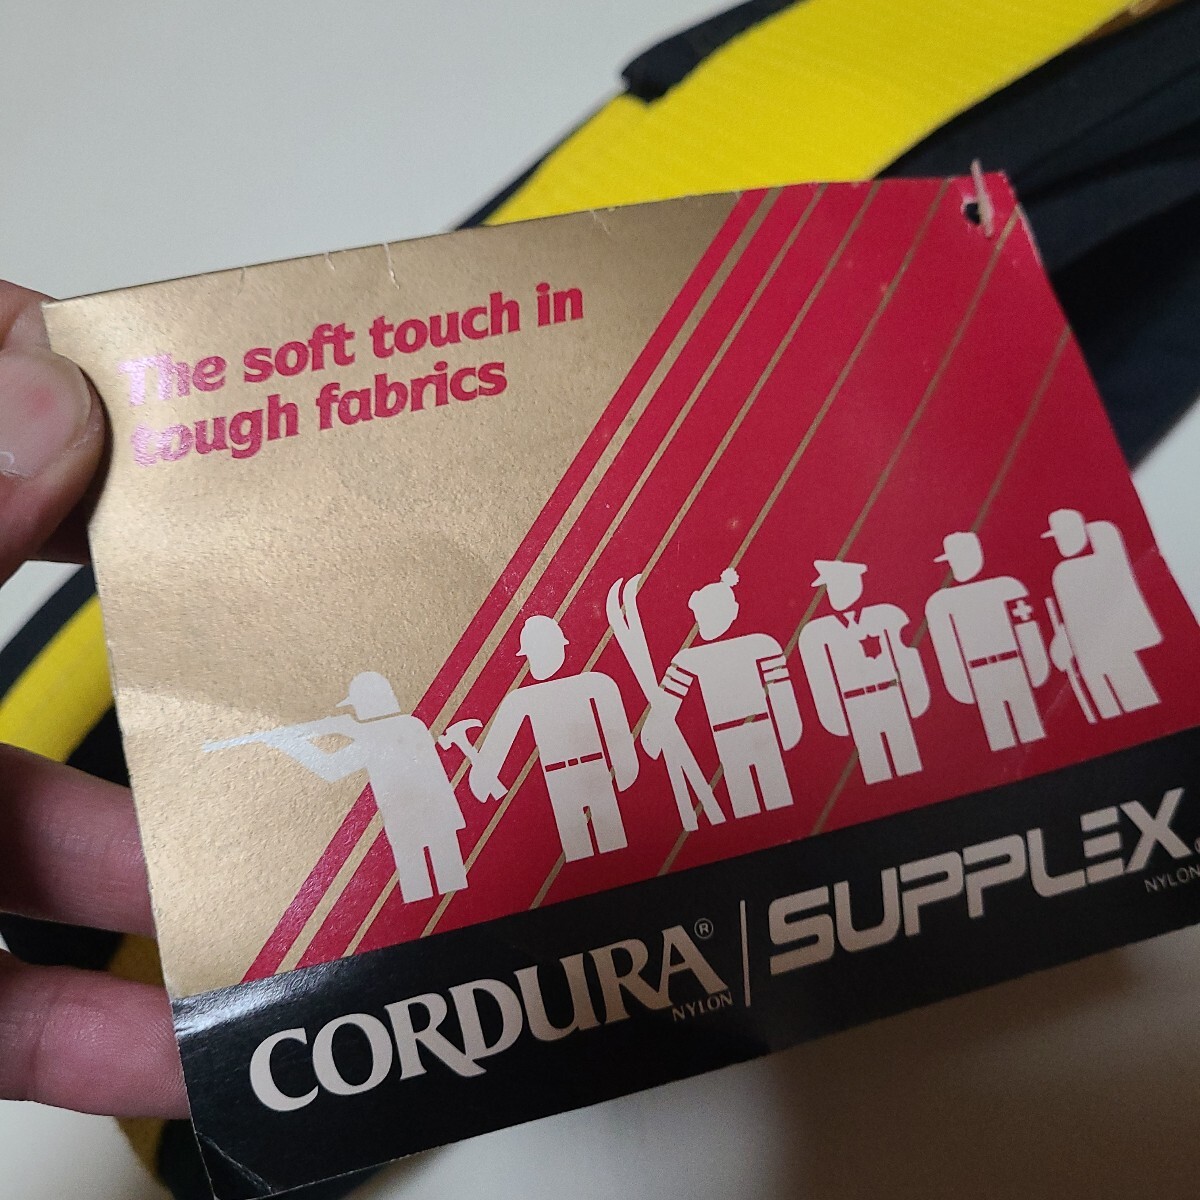 The soft touch in
tough fabrics
CORDURA®
NYLON
SUPPLEX®
NYLON